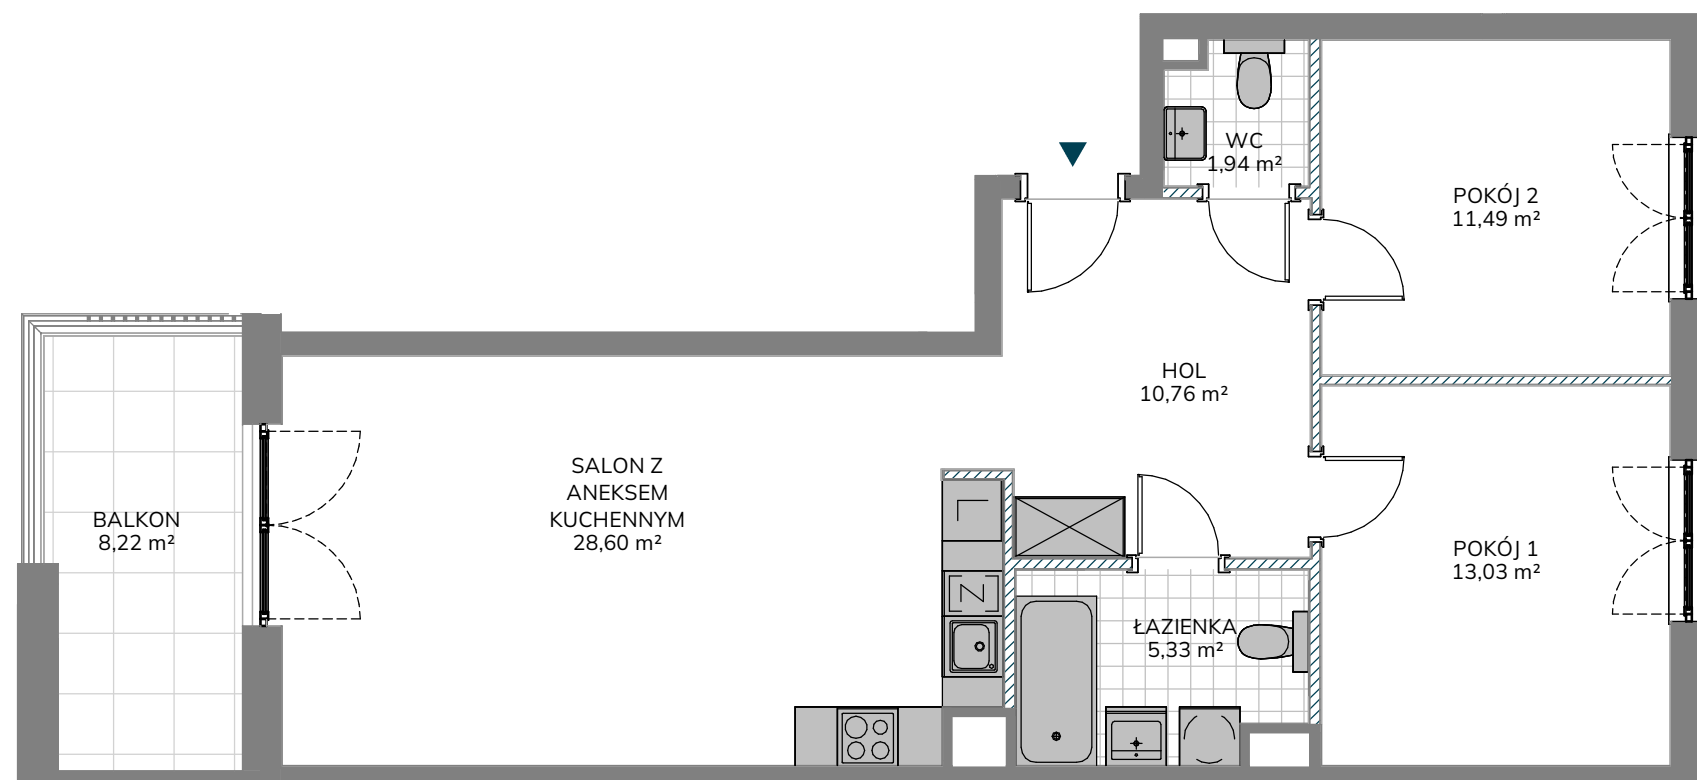 WC
1,94 m²
POKÓJ 2
11,49 m²
HOL
10,76 m²
SALON Z
ANEKSEM
KUCHENNYM
28,60 m²
BALKON
8,22 m²
L
Z
POKÓJ 1
13,03 m²
ŁAZIENKA
5,33 m²